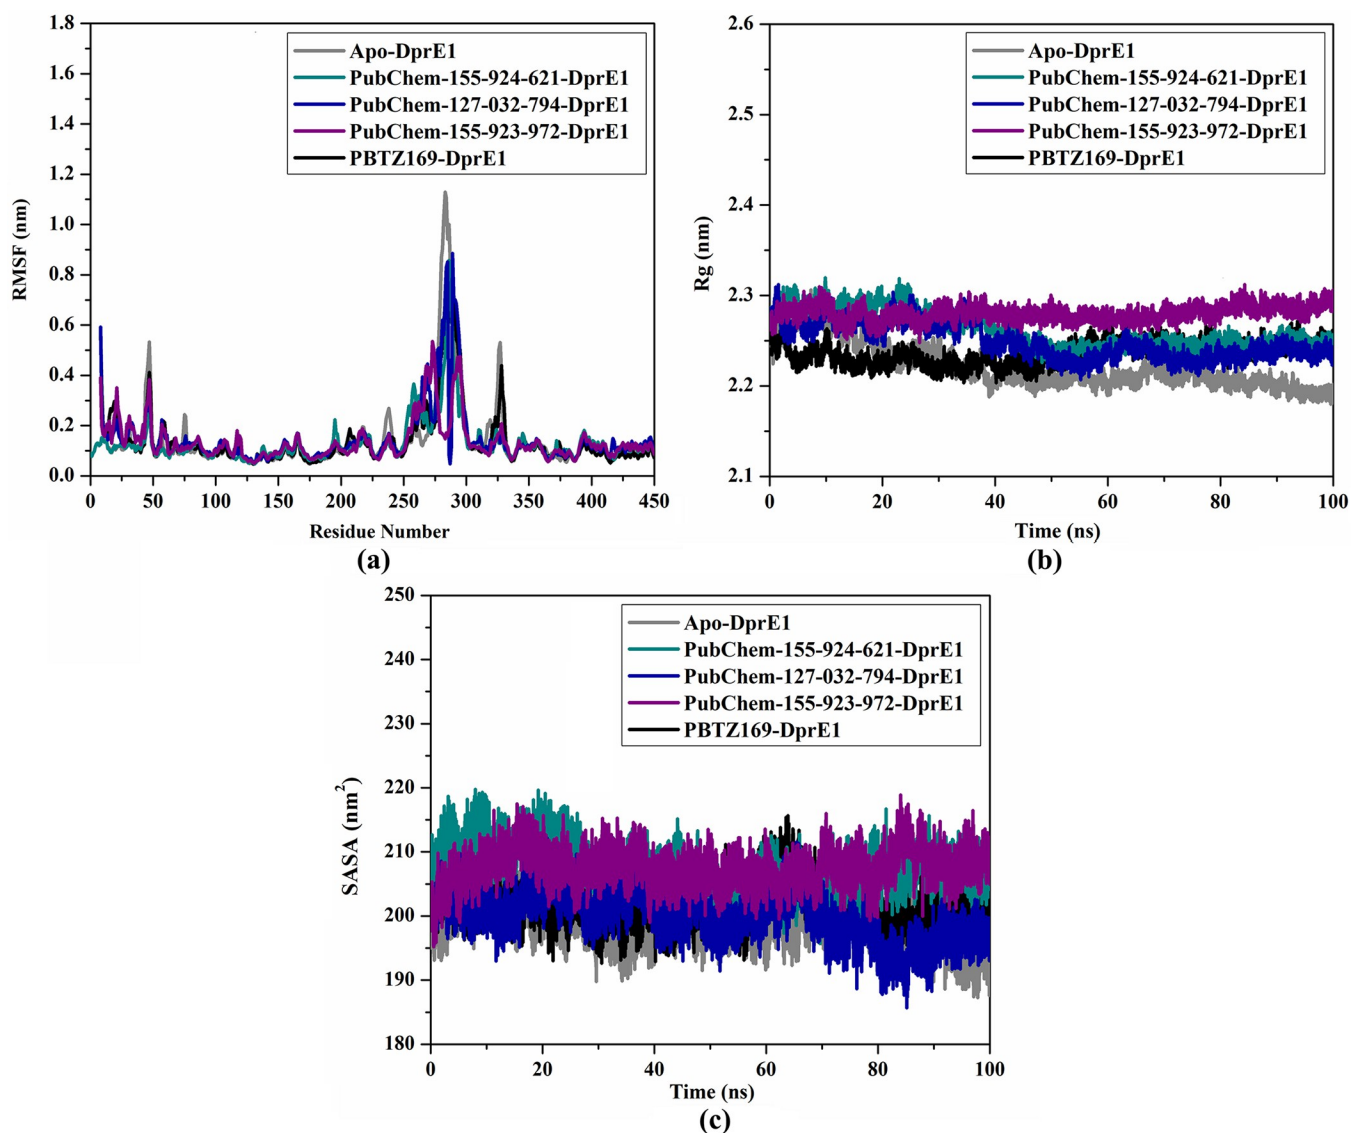 1.8
1.6
1.4
1.2
1.0
0.8
0.6
0.4
0.2
0.0
RMSF (nm)
Apo-DprE1
PubChem-155-924-621-DprE1
PubChem-127-032-794-DprE1
PubChem-155-923-972-DprE1
PBTZ169-DprE1
0 50 100 150 200 250 300 350 400 450
Residue Number
(a)
2.6
2.5
2.4
2.3
2.2
2.1
Rg (nm)
Apo-DprE1
PubChem-155-924-621-DprE1
PubChem-127-032-794-DprE1
PubChem-155-923-972-DprE1
PBTZ169-DprE1
0 20 40 60 80 100
Time (ns)
(b)
250
240
230
220
210
200
190
180
SASA (nm²)
Apo-DprE1
PubChem-155-924-621-DprE1
PubChem-127-032-794-DprE1
PubChem-155-923-972-DprE1
PBTZ169-DprE1
0 20 40 60 80 100
Time (ns)
(c)